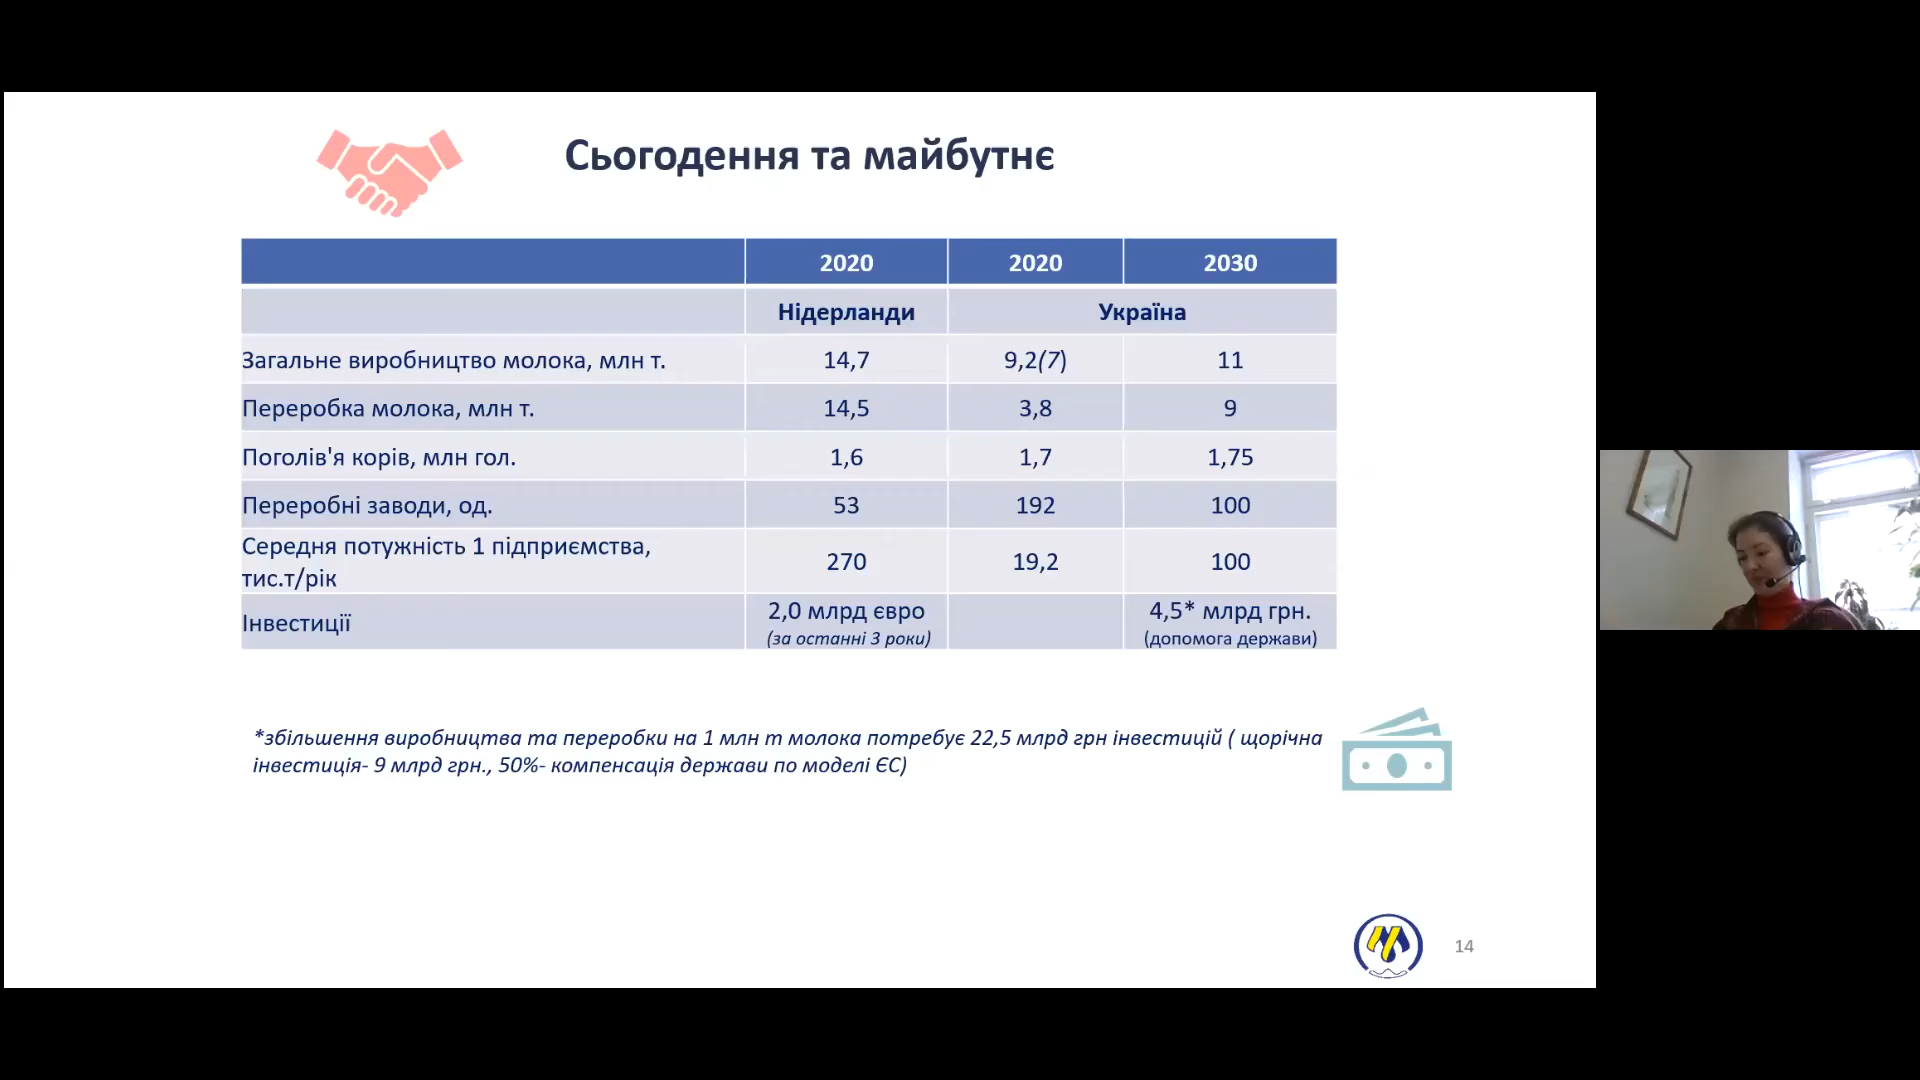 Сьогодення та майбутнє
2020 2020 2030
Нідерланди Україна
Загальне виробництво молока, млн т. 14,7 9,2(7) 11
Переробка молока, млн т. 14,5 3,8 9
Поголів'я корів, млн гол. 1,6 1,7 1,75
Переробні заводи, од. 53 192 100
Середня потужність 1 підприємства,
тис.т/рік 270 19,2 100
Інвестиції 2,0 млрд євро 4,5* млрд грн.
(за останні 3 роки) (допомога держави)
*збільшення виробництва та переробки на 1 млн т молока потребує 22,5 млрд грн інвестицій ( щорічна
інвестиція- 9 млрд грн., 50%- компенсація держави по моделі ЄС)
14